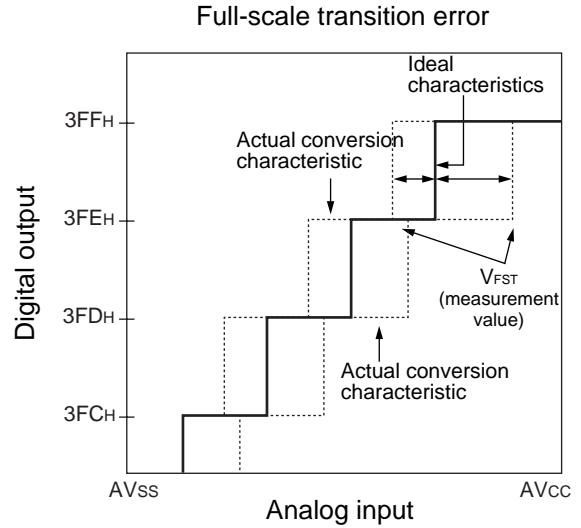 Full-scale transition error
Ideal
characteristics
3FFH
Actual conversion
characteristic
3FEH
VFST
(measurement
value)
3FDH
Actual conversion
characteristic
3FCH
Digital output
AVSS
AVCC
Analog input